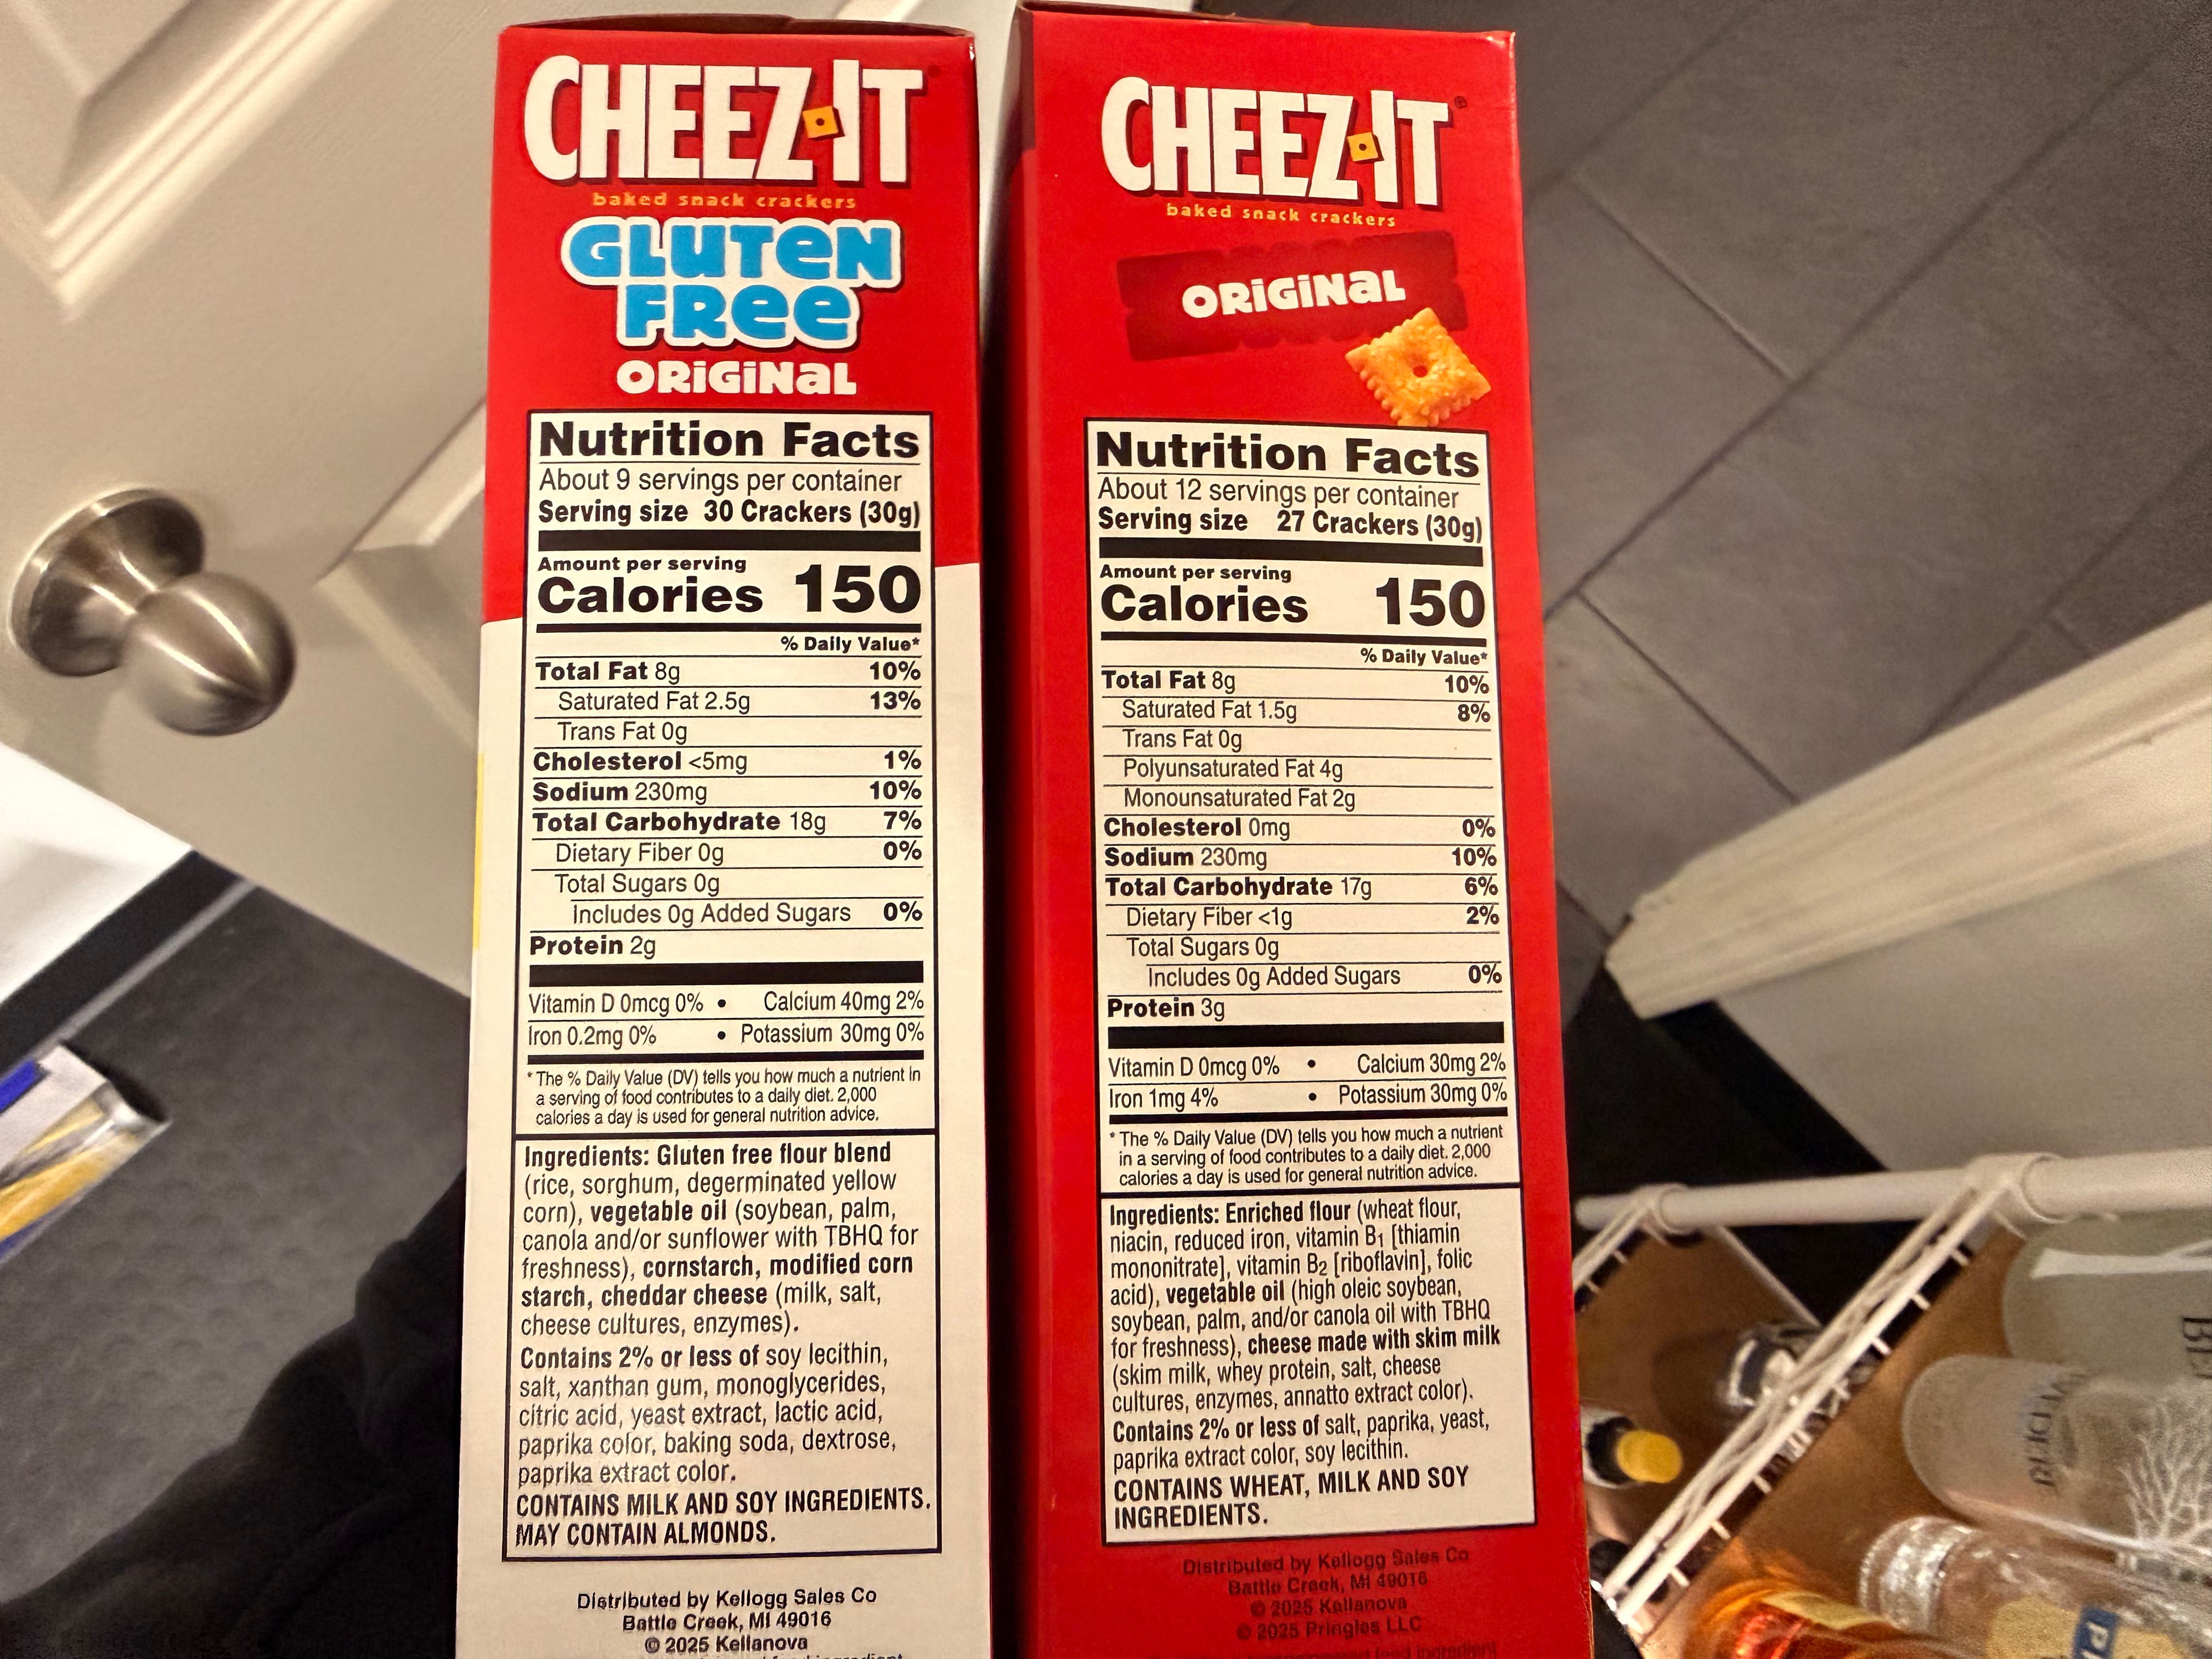 CHEEZ-IT
baked snack crackers
GLUTEN
FREE
ORIGINAL
Nutrition Facts
About 9 servings per container
Serving size 30 Crackers (30g)
Amount per serving
Calories 150
% Daily Value*
Total Fat 8g 10%
Saturated Fat 2.5g 13%
Trans Fat 0g
Cholesterol <5mg 1%
Sodium 230mg 10%
Total Carbohydrate 18g 7%
Dietary Fiber 0g 0%
Total Sugars 0g
Includes 0g Added Sugars 0%
Protein 2g
Vitamin D 0mcg 0% • Calcium 40mg 2%
Iron 0.2mg 0% • Potassium 30mg 0%
* The % Daily Value (DV) tells you how much a nutrient in
a serving of food contributes to a daily diet. 2,000
calories a day is used for general nutrition advice.
Ingredients: Gluten free flour blend
(rice, sorghum, degerminated yellow
corn), vegetable oil (soybean, palm,
canola and/or sunflower with TBHQ for
freshness), cornstarch, modified corn
starch, cheddar cheese (milk, salt,
cheese cultures, enzymes).
Contains 2% or less of soy lecithin,
salt, xanthan gum, monoglycerides,
citric acid, yeast extract, lactic acid,
paprika color, baking soda, dextrose,
paprika extract color.
CONTAINS MILK AND SOY INGREDIENTS.
MAY CONTAIN ALMONDS.
Distributed by Kellogg Sales Co
Battle Creek, MI 49016
© 2025 Kellanova
CHEEZ-IT®
baked snack crackers
ORIGINAL
Nutrition Facts
About 12 servings per container
Serving size 27 Crackers (30g)
Amount per serving
Calories 150
% Daily Value*
Total Fat 8g 10%
Saturated Fat 1.5g 8%
Trans Fat 0g
Polyunsaturated Fat 4g
Monounsaturated Fat 2g
Cholesterol 0mg 0%
Sodium 230mg 10%
Total Carbohydrate 17g 6%
Dietary Fiber <1g 2%
Total Sugars 0g
Includes 0g Added Sugars 0%
Protein 3g
Vitamin D 0mcg 0% • Calcium 30mg 2%
Iron 1mg 4% • Potassium 30mg 0%
* The % Daily Value (DV) tells you how much a nutrient
in a serving of food contributes to a daily diet. 2,000
calories a day is used for general nutrition advice.
Ingredients: Enriched flour (wheat flour,
niacin, reduced iron, vitamin B₁ [thiamin
mononitrate], vitamin B₂ [riboflavin], folic
acid), vegetable oil (high oleic soybean,
soybean, palm, and/or canola oil with TBHQ
for freshness), cheese made with skim milk
(skim milk, whey protein, salt, cheese
cultures, enzymes, annatto extract color).
Contains 2% or less of salt, paprika, yeast,
paprika extract color, soy lecithin.
CONTAINS WHEAT, MILK AND SOY
INGREDIENTS.
Distributed by Kellogg Sales Co
Battle Creek, MI 49016
© 2025 Kellanova
© 2025 Pringles LLC